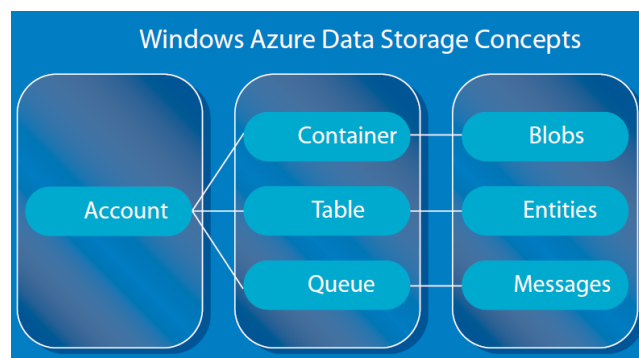 Windows Azure Data Storage Concepts
Container
Blobs
Account
Table
Entities
Queue
Messages